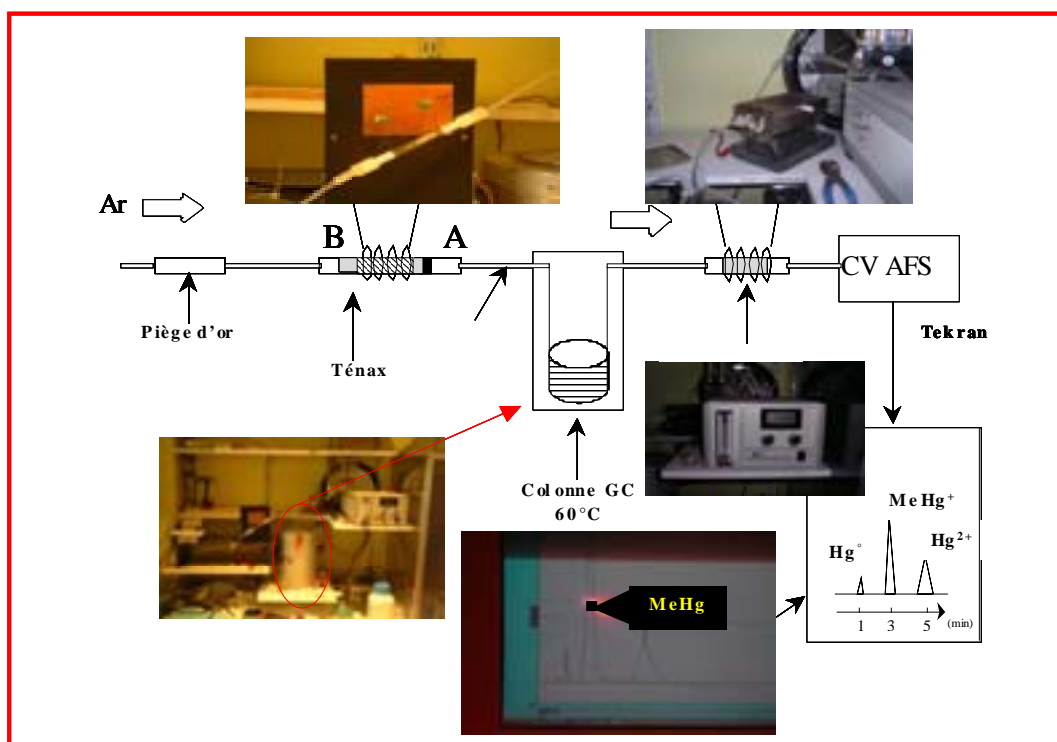 Ar
B
A
CV AFS
Piège d'or
Ténax
Tekran
Colonne GC
60°C
MeHg⁺
Hg°
Hg²⁺
1 3 5 (min)
MeHg